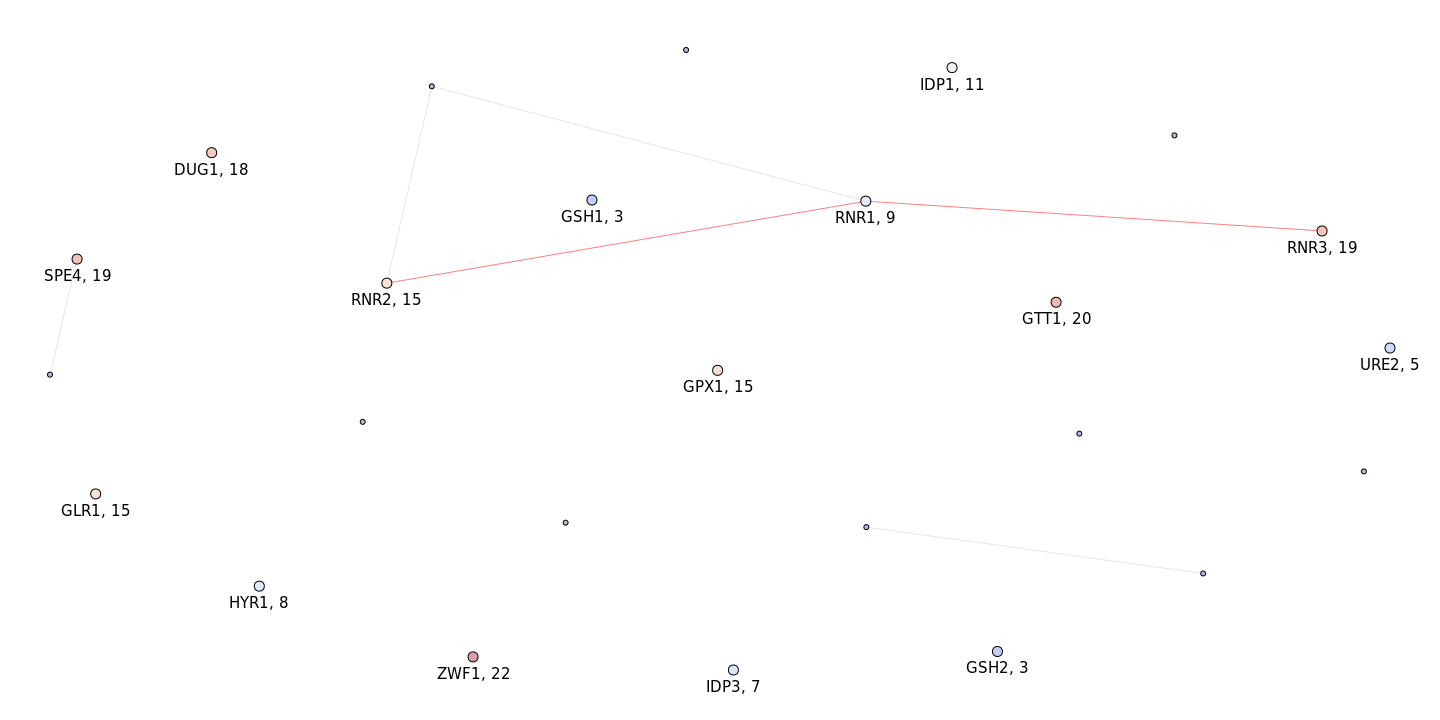 IDP1, 11
DUG1, 18
GSH1, 3
RNR1, 9
RNR3, 19
SPE4, 19
RNR2, 15
GTT1, 20
URE2, 5
GPX1, 15
GLR1, 15
HYR1, 8
ZWF1, 22
IDP3, 7
GSH2, 3